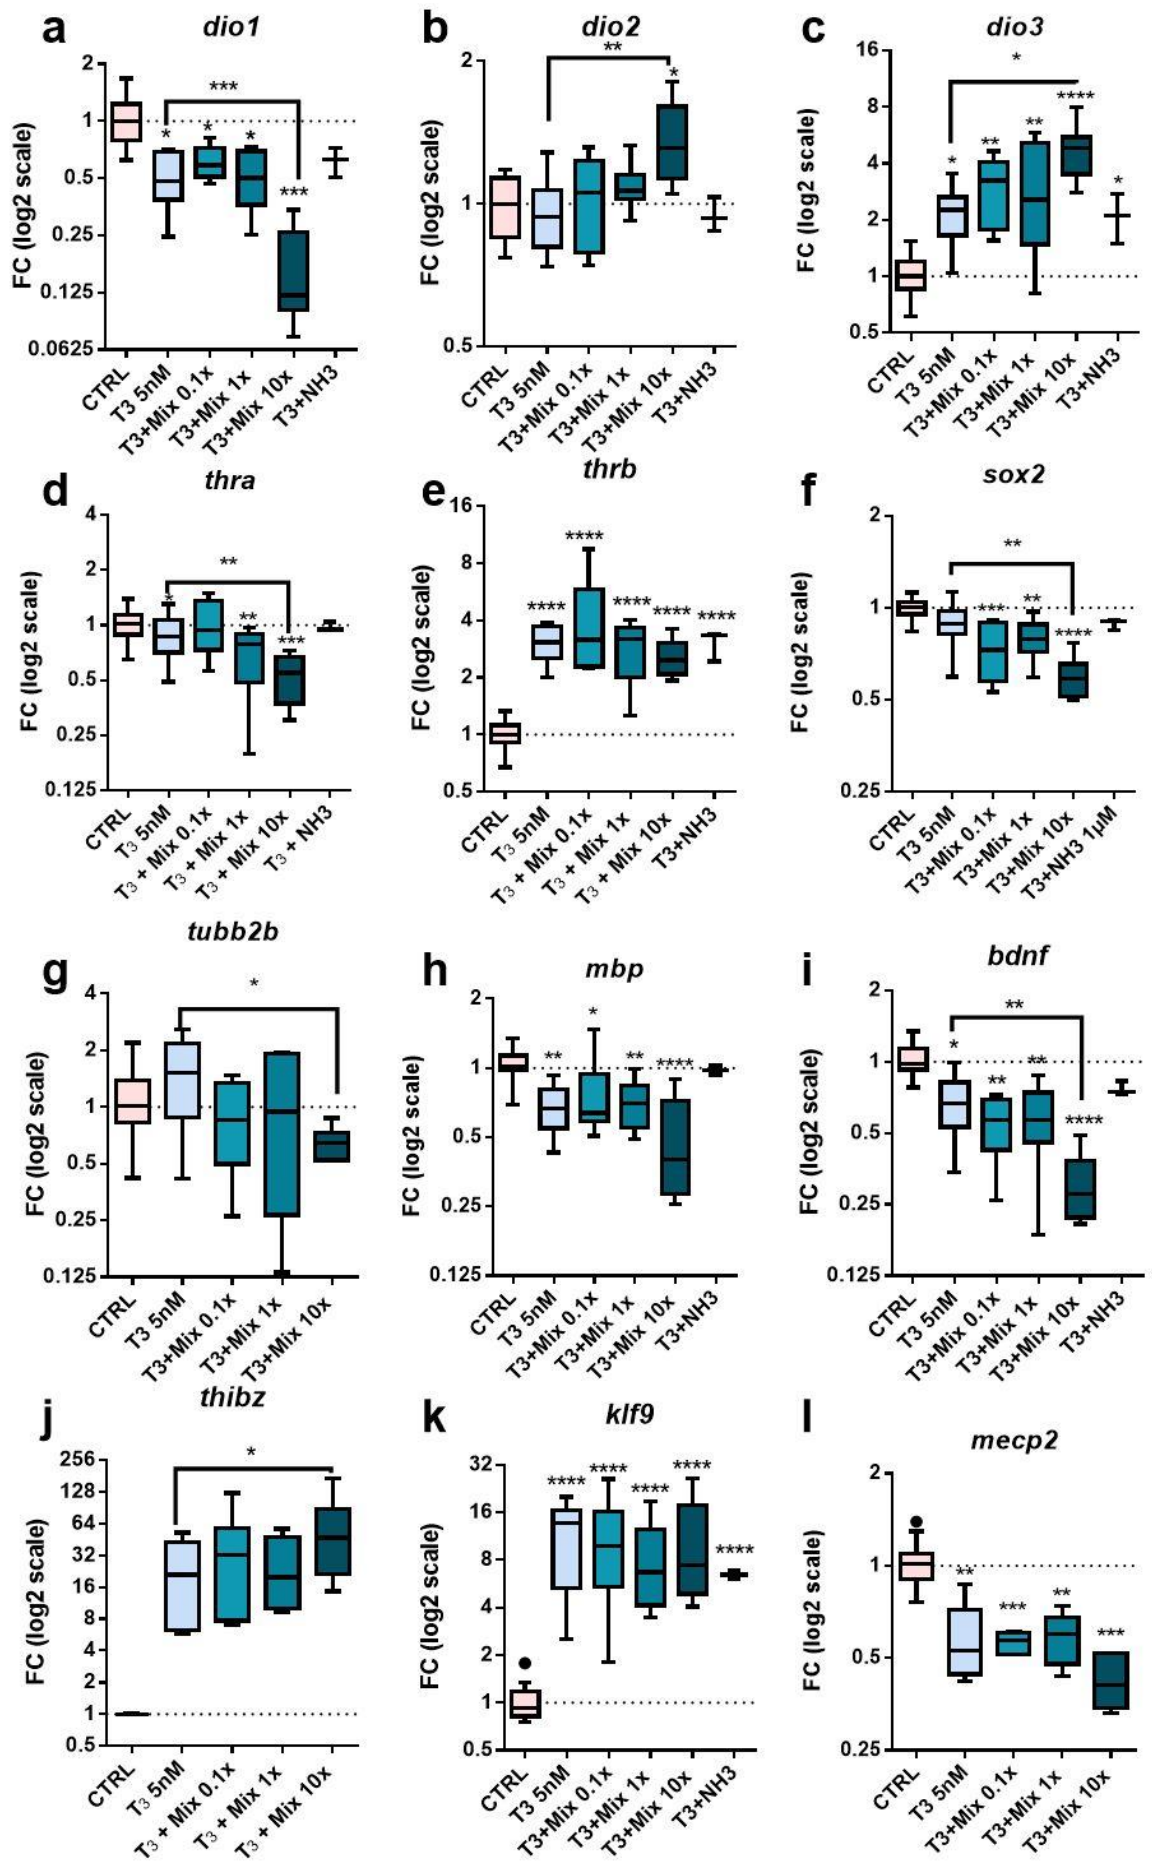 a
dio1
FC (log2 scale)
2
1
0.5
0.25
0.125
0.0625
***
*
*
*
***
CTRL
T3 5nM
T3+Mix 0.1x
T3+Mix 1x
T3+Mix 10x
T3+NH3
b
dio2
FC (log2 scale)
2
1
0.5
**
*
CTRL
T3 5nM
T3+Mix 0.1x
T3+Mix 1x
T3+Mix 10x
T3+NH3
c
dio3
FC (log2 scale)
16
8
4
2
1
0.5
*
*
**
**
****
*
CTRL
T3 5nM
T3+Mix 0.1x
T3+Mix 1x
T3+Mix 10x
T3+NH3
d
thra
FC (log2 scale)
4
2
1
0.5
0.25
0.125
**
*
**
***
CTRL
T3 5nM
T3 + Mix 0.1x
T3 + Mix 1x
T3 + Mix 10x
T3 + NH3
e
thrb
FC (log2 scale)
16
8
4
2
1
0.5
****
****
****
****
****
CTRL
T3 5nM
T3 + Mix 0.1x
T3 + Mix 1x
T3 + Mix 10x
T3+NH3
f
sox2
FC (log2 scale)
2
1
0.5
0.25
**
***
**
****
CTRL
T3 5nM
T3+Mix 0.1x
T3+Mix 1x
T3+Mix 10x
T3+NH3 1µM
g
tubb2b
FC (log2 scale)
4
2
1
0.5
0.25
0.125
*
CTRL
T3 5nM
T3+Mix 0.1x
T3+Mix 1x
T3+Mix 10x
h
mbp
FC (log2 scale)
2
1
0.5
0.25
0.125
**
*
**
****
CTRL
T3 5nM
T3+Mix 0.1x
T3+Mix 1x
T3+Mix 10x
T3+NH3
i
bdnf
FC (log2 scale)
2
1
0.5
0.25
0.125
**
*
**
**
****
CTRL
T3 5nM
T3+Mix 0.1x
T3+Mix 1x
T3+Mix 10x
T3+NH3
j
thibz
FC (log2 scale)
256
128
64
32
16
8
4
2
1
0.5
*
CTRL
T3 5nM
T3 + Mix 0.1x
T3 + Mix 1x
T3 + Mix 10x
k
klf9
FC (log2 scale)
32
16
8
4
2
1
0.5
****
****
****
****
****
CTRL
T3 5nM
T3+Mix 0.1x
T3+Mix 1x
T3+Mix 10x
T3+NH3
l
mecp2
FC (log2 scale)
2
1
0.5
0.25
**
***
**
***
CTRL
T3 5nM
T3+Mix 0.1x
T3+Mix 1x
T3+Mix 10x